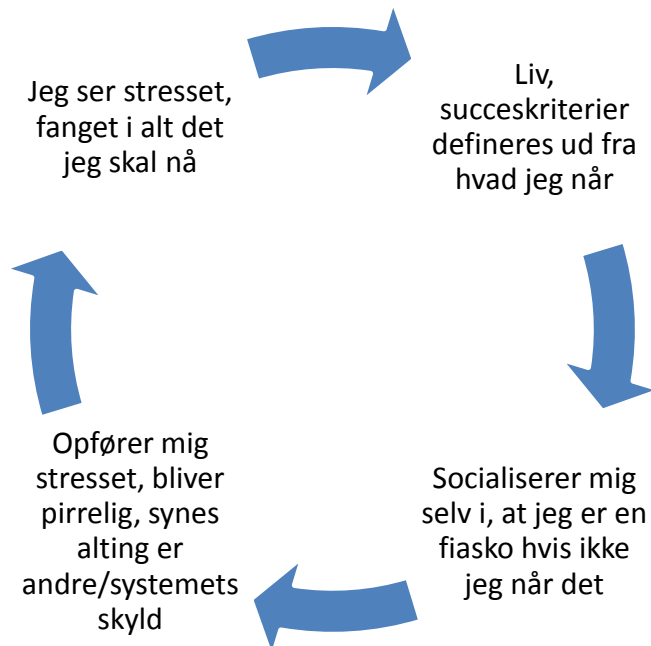 Jeg ser stresset,
fanget i alt det
jeg skal nå
Liv,
succeskriterier
defineres ud fra
hvad jeg når
Socialiserer mig
selv i, at jeg er en
fiasko hvis ikke
jeg når det
Opfører mig
stresset, bliver
pirrelig, synes
alting er
andre/systemets
skyld